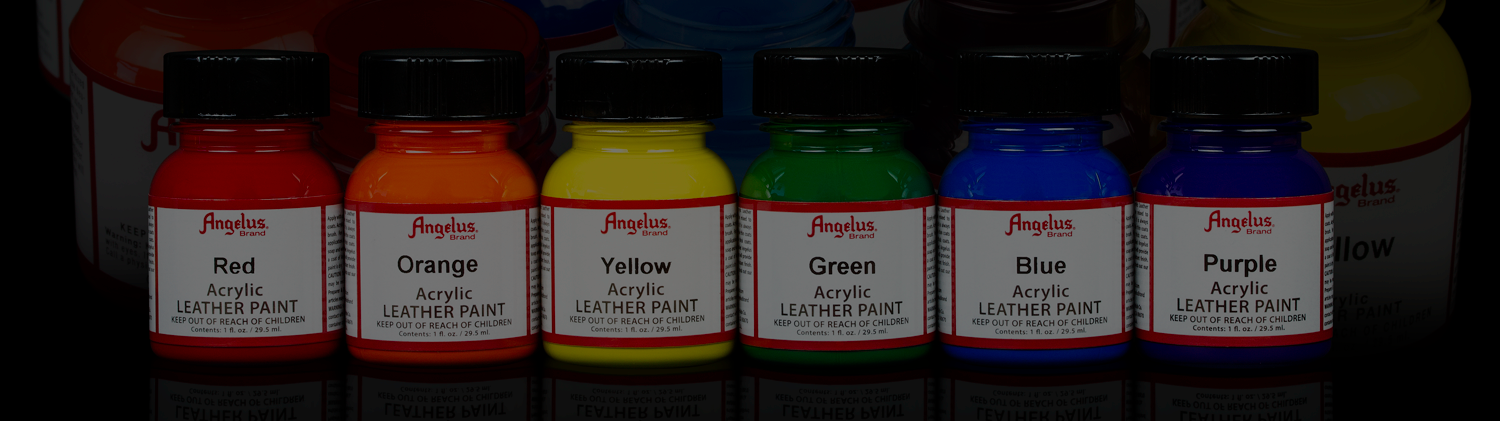 Angelus®
Brand
Red
Acrylic
LEATHER PAINT
KEEP OUT OF REACH OF CHILDREN
Contents: 1 fl. oz. / 29.5 ml.
Angelus®
Brand
Orange
Acrylic
LEATHER PAINT
KEEP OUT OF REACH OF CHILDREN
Contents: 1 fl. oz. / 29.5 ml.
Angelus®
Brand
Yellow
Acrylic
LEATHER PAINT
KEEP OUT OF REACH OF CHILDREN
Contents: 1 fl. oz. / 29.5 ml.
Angelus®
Brand
Green
Acrylic
LEATHER PAINT
KEEP OUT OF REACH OF CHILDREN
Contents: 1 fl. oz. / 29.5 ml.
Angelus®
Brand
Blue
Acrylic
LEATHER PAINT
KEEP OUT OF REACH OF CHILDREN
Contents: 1 fl. oz. / 29.5 ml.
Angelus®
Brand
Purple
Acrylic
LEATHER PAINT
KEEP OUT OF REACH OF CHILDREN
Contents: 1 fl. oz. / 29.5 ml.
gelus®
Brand
llow
ylic
R PAINT